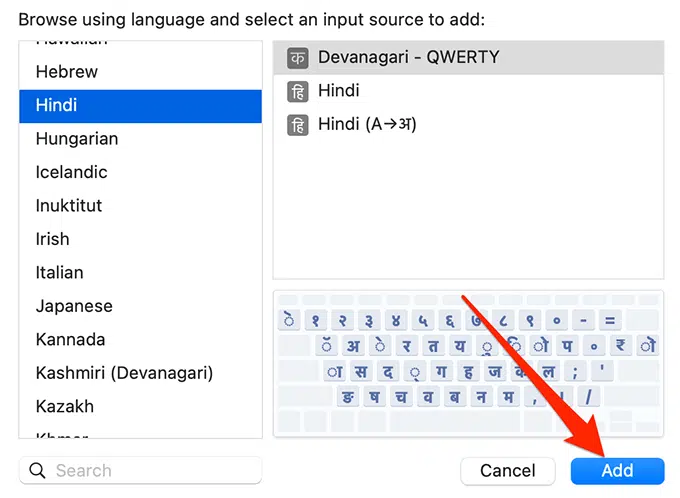 Browse using language and select an input source to add:
Hawaiian
Hebrew
Hindi
Hungarian
Icelandic
Inuktitut
Irish
Italian
Japanese
Kannada
Kashmiri (Devanagari)
Kazakh
Khmer
Search
क Devanagari - QWERTY
हि Hindi
हि Hindi (A→अ)
१ २ ३ ४ ५ ६ ७ ८ ९ ० - =
ॅ अ े र त य ु ि ो प ० ₹ ो
ा स द ् ग ह ज क ल ; '
ङ ष च व ब न म , /
Cancel
Add